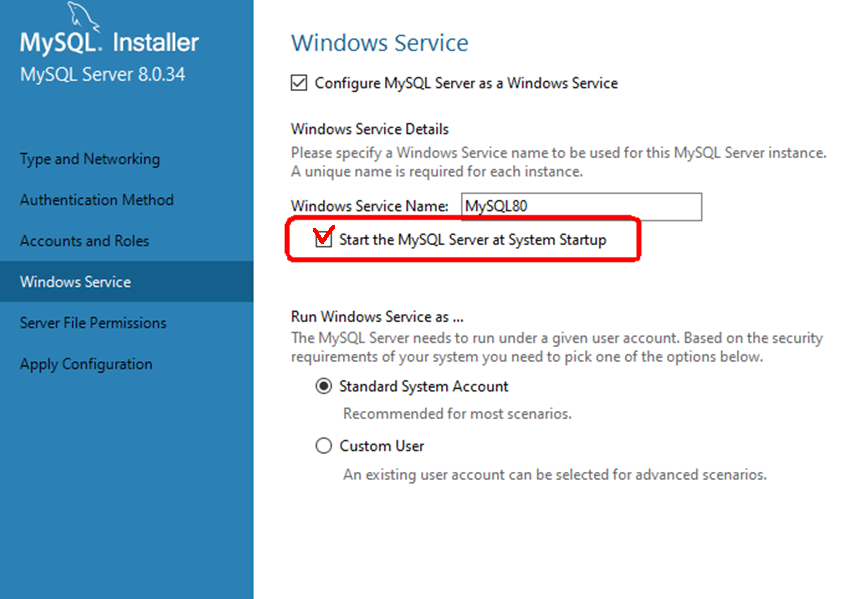 MySQL. Installer
MySQL Server 8.0.34
Type and Networking
Authentication Method
Accounts and Roles
Windows Service
Server File Permissions
Apply Configuration
Windows Service
Configure MySQL Server as a Windows Service
Windows Service Details
Please specify a Windows Service name to be used for this MySQL Server instance.
A unique name is required for each instance.
Windows Service Name: MySQL80
Start the MySQL Server at System Startup
Run Windows Service as ...
The MySQL Server needs to run under a given user account. Based on the security
requirements of your system you need to pick one of the options below.
Standard System Account
Recommended for most scenarios.
Custom User
An existing user account can be selected for advanced scenarios.